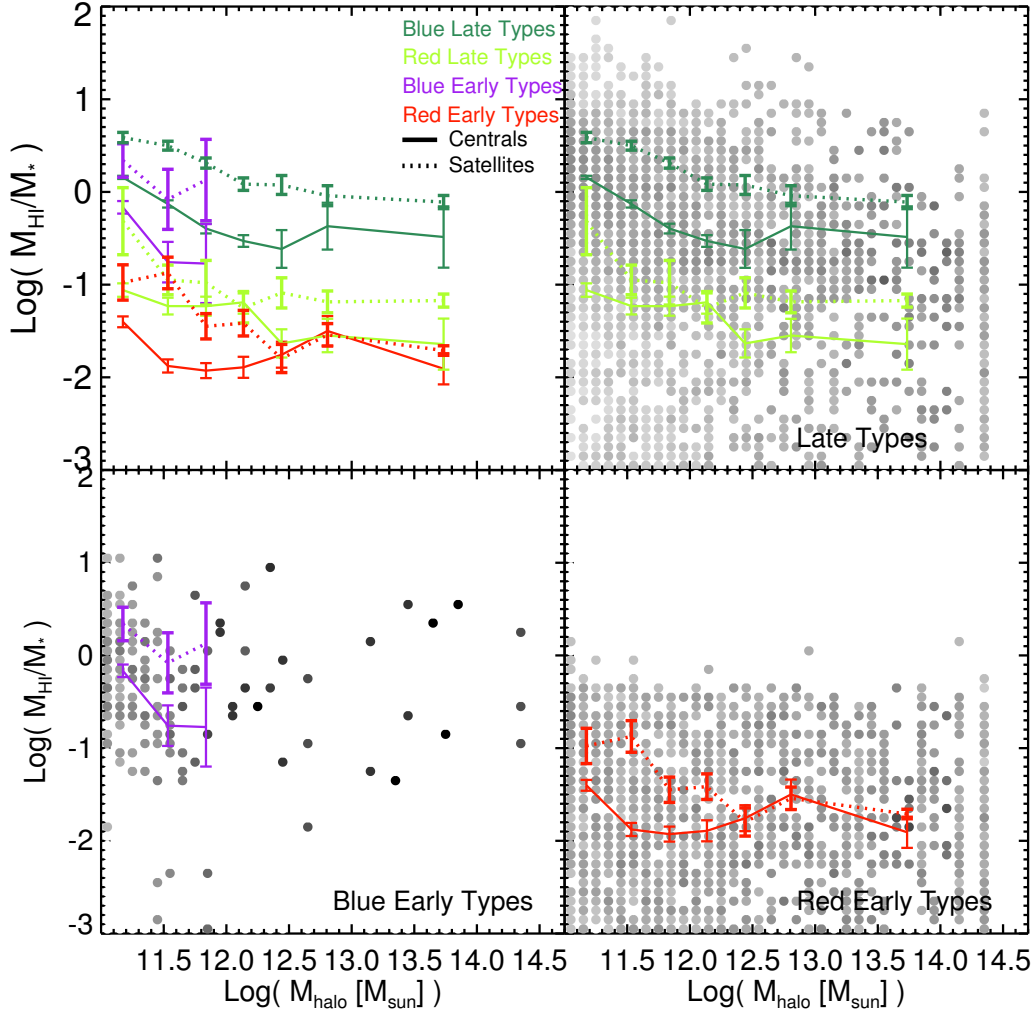 2
1
0
-1
-2
-3
Log( M_HI/M_* )
Blue Late Types
Red Late Types
Blue Early Types
Red Early Types
Centrals
Satellites
Late Types
2
1
0
-1
-2
-3
Log( M_HI/M_* )
Blue Early Types
Red Early Types
11.5 12.0 12.5 13.0 13.5 14.0 14.5
11.5 12.0 12.5 13.0 13.5 14.0 14.5
Log( M_halo [M_sun] )
Log( M_halo [M_sun] )